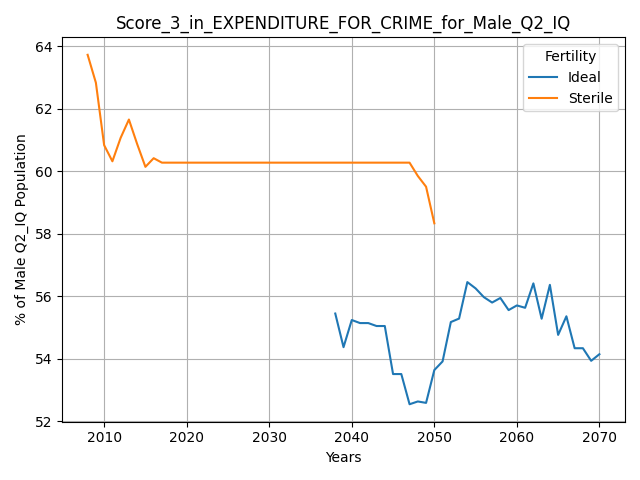 Score_3_in_EXPENDITURE_FOR_CRIME_for_Male_Q2_IQ
Fertility
Ideal
Sterile
% of Male Q2_IQ Population
64
62
60
58
56
54
52
2010 2020 2030 2040 2050 2060 2070
Years